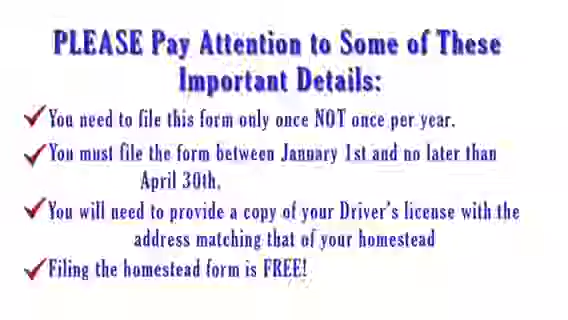 PLEASE Pay Attention to Some of These
Important Details:
You need to file this form only once NOT once per year.
You must file the form between January 1st and no later than
April 30th.
You will need to provide a copy of your Driver's license with the
address matching that of your homestead
Filing the homestead form is FREE!